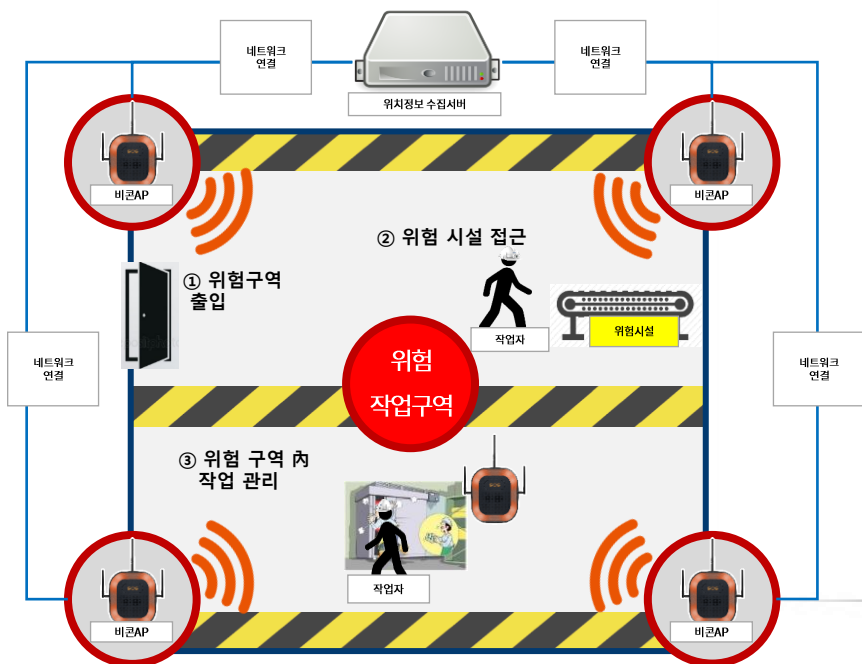 네트워크
연결
네트워크
연결
위치정보 수집서버
비콘AP
비콘AP
② 위험 시설 접근
① 위험구역
출입
작업자
위험시설
네트워크
연결
위험
작업구역
네트워크
연결
③ 위험 구역 內
작업 관리
작업자
비콘AP
비콘AP